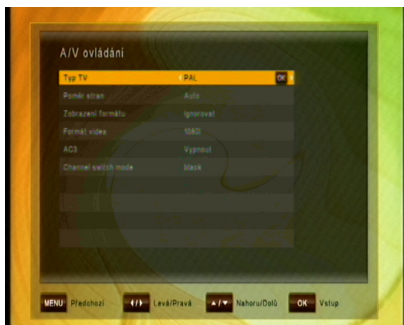 A/V ovládání
Typ TV PAL OK
Poměr stran Auto
Zobrazení formátu Ignorovat
Formát videa 1080i
AC3 Vypnout
Channel switch mode blask
MENU Předchozí Levá/Pravá Nahoru/Dolů OK Vstup